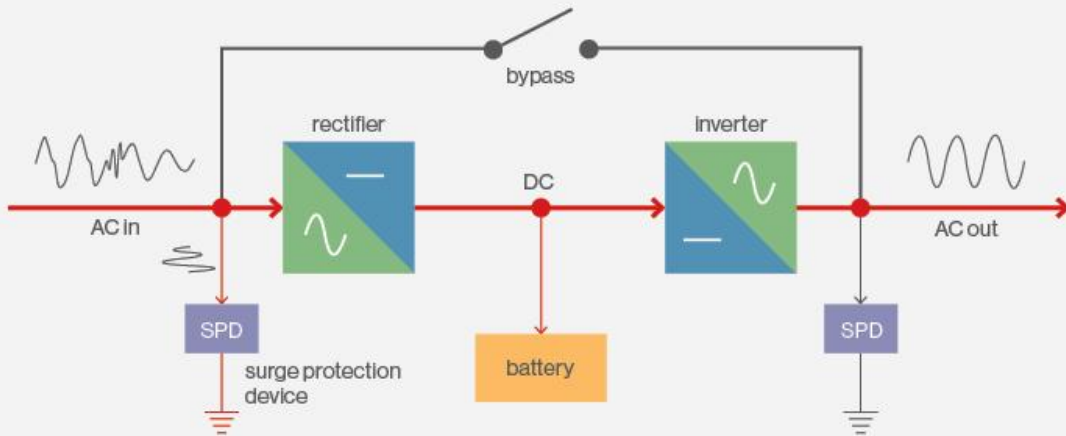 bypass
rectifier
inverter
DC
AC in
AC out
SPD
SPD
surge protection
device
battery